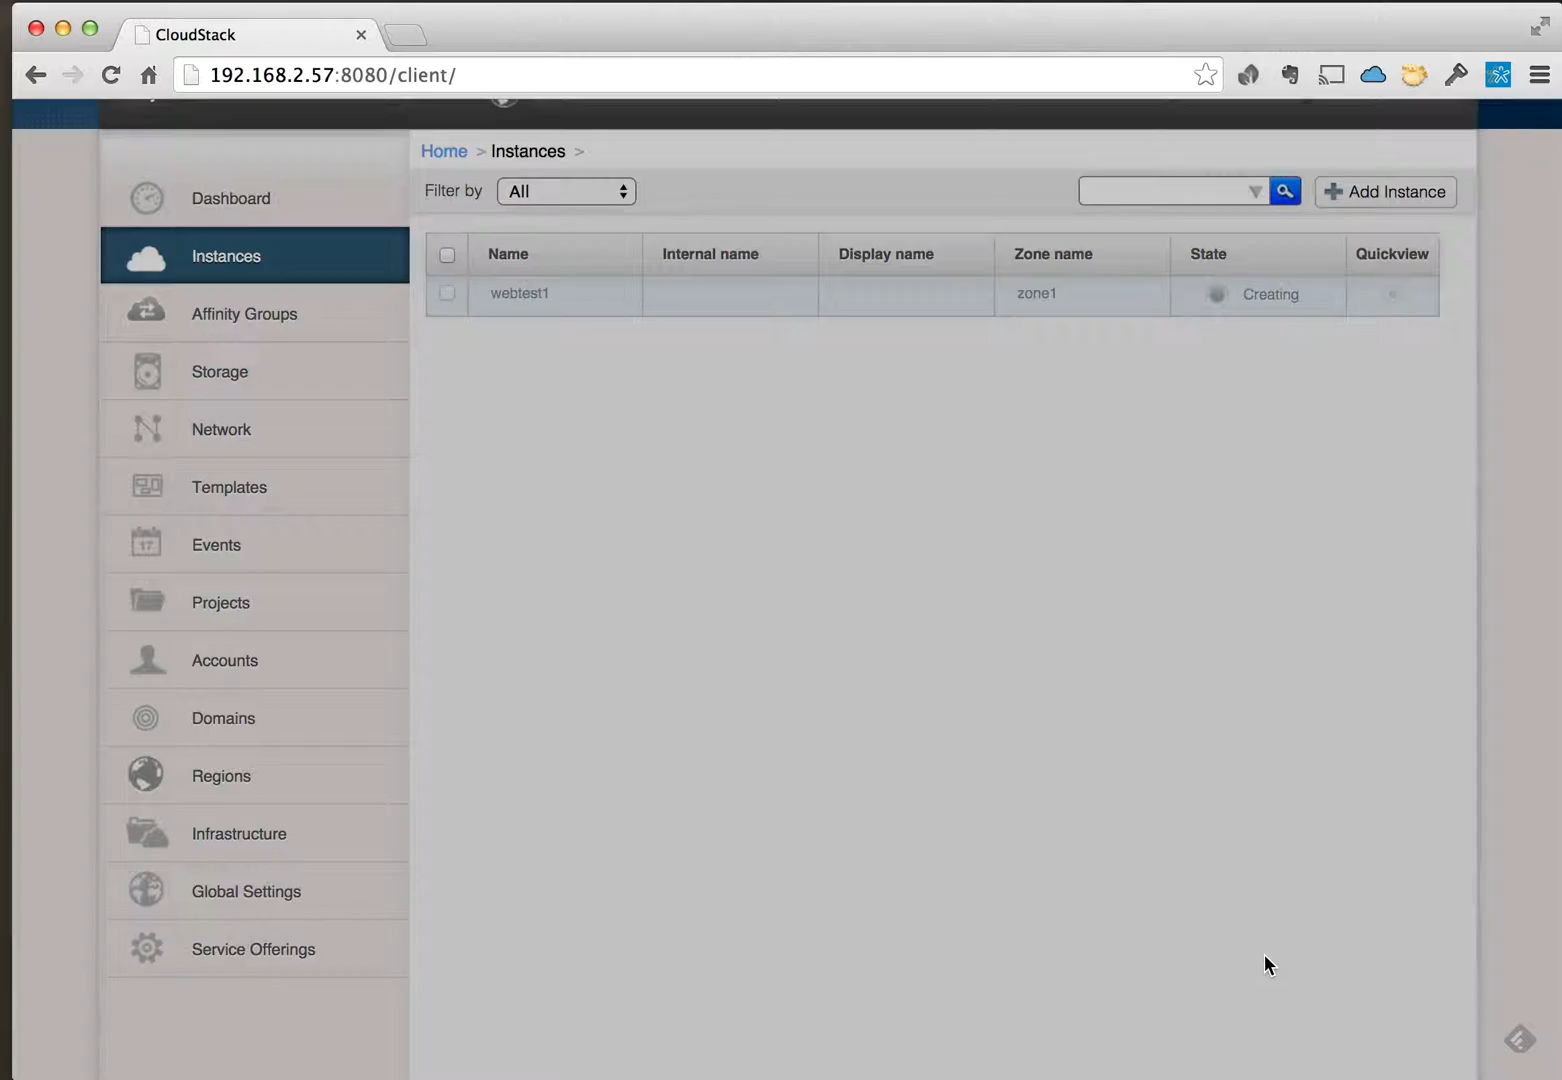 CloudStack
192.168.2.57:8080/client/
Home > Instances >
Filter by All
Add Instance
Name Internal name Display name Zone name State Quickview
webtest1 zone1 Creating
Dashboard
Instances
Affinity Groups
Storage
Network
Templates
17
Events
Projects
Accounts
Domains
Regions
Infrastructure
Global Settings
Service Offerings